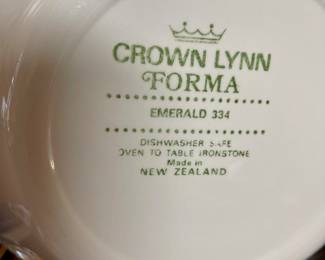 CROWN LYNN
FORMA
EMERALD 334
DISHWASHER SAFE
OVEN TO TABLE IRONSTONE
Made in
NEW ZEALAND